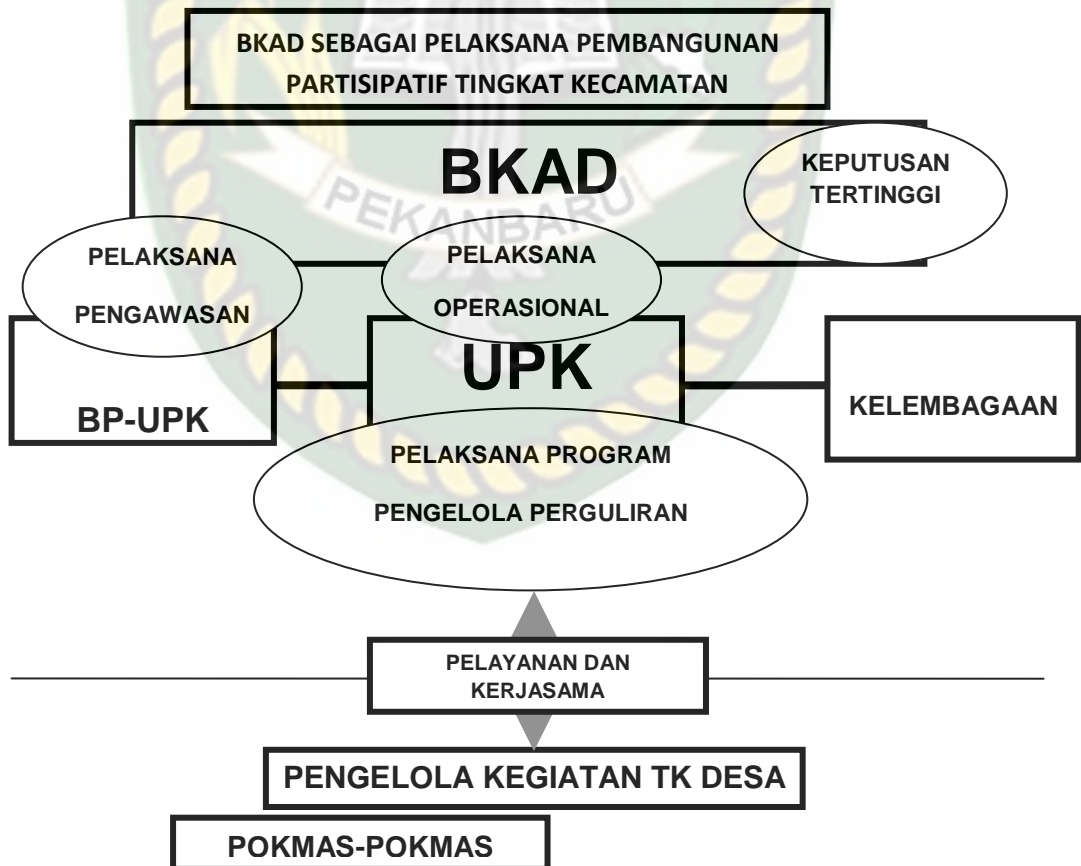 BKAD SEBAGAI PELAKSANA PEMBANGUNAN
PARTISIPATIF TINGKAT KECAMATAN
BKAD
KEPUTUSAN
TERTINGGI
PEKANBARU
PELAKSANA
PENGAWASAN
PELAKSANA
OPERASIONAL
BP-UPK
UPK
KELEMBAGAAN
PELAKSANA PROGRAM
PENGELOLA PERGULIRAN
PELAYANAN DAN
KERJASAMA
PENGELOLA KEGIATAN TK DESA
POKMAS-POKMAS